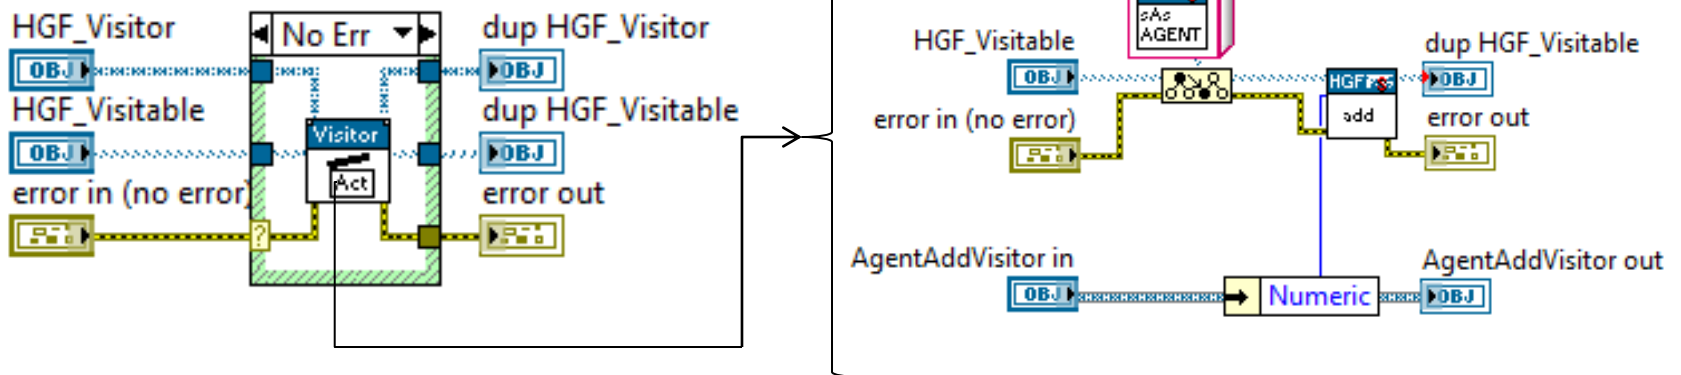 HGF_Visitor
No Err
dup HGF_Visitor
OBJ
OBJ
HGF_Visitable
dup HGF_Visitable
Visitor
OBJ
OBJ
Act
error in (no error)
error out
?
sAs
AGENT
HGF_Visitable
dup HGF_Visitable
OBJ
OBJ
HGF
add
error in (no error)
error out
AgentAddVisitor in
AgentAddVisitor out
OBJ
Numeric
OBJ